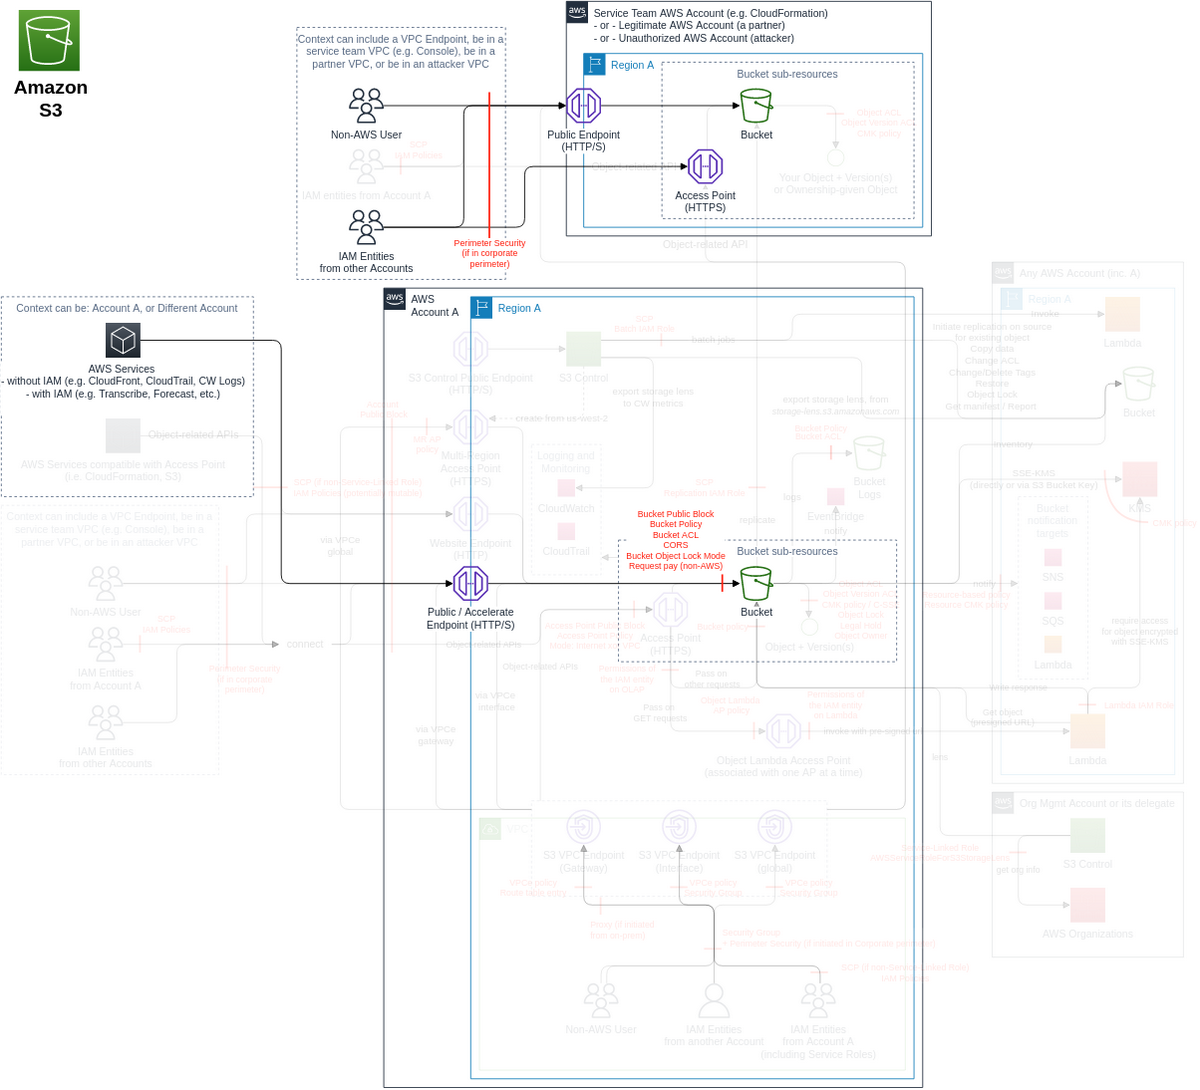 Amazon
S3
Context can include a VPC Endpoint, be in a
service team VPC (e.g. Console), be in a
partner VPC, or be in an attacker VPC
Non-AWS User
SCP
IAM Policies
IAM entities from Account A
IAM Entities
from other Accounts
Perimeter Security
(if in corporate
perimeter)
aws
Service Team AWS Account (e.g. CloudFormation)
- or - Legitimate AWS Account (a partner)
- or - Unauthorized AWS Account (attacker)
Region A
Bucket sub-resources
Public Endpoint
(HTTP/S)
Bucket
Object ACL
Object Version ACL
CMK policy
Your Object + Version(s)
or Ownership-given Object
Access Point
(HTTPS)
Object-related API
Context can be: Account A, or Different Account
AWS Services
- without IAM (e.g. CloudFront, CloudTrail, CW Logs)
- with IAM (e.g. Transcribe, Forecast, etc.)
Object-related APIs
AWS Services compatible with Access Point
(i.e. CloudFormation, S3)
Context can include a VPC Endpoint, be in a
service team VPC (e.g. Console), be in a
partner VPC, or be in an attacker VPC
Non-AWS User
SCP
IAM Policies
IAM Entities
from Account A
Perimeter Security
(if in corporate
perimeter)
IAM Entities
from other Accounts
connect
SCP (if non-Service-Linked Role)
Account
Public Block
aws
AWS
Account A
Region A
S3 Control Public Endpoint
(HTTP/S)
SCP
Batch IAM Role
batch jobs
S3 Control
export storage lens
to CW metrics
export storage lens, from
storage-lens.s3.amazonaws.com
create from us-west-2
MR AP
policy
Multi-Region
Access Point
(HTTPS)
Logging and
Monitoring
CloudWatch
CloudTrail
Bucket Policy
Bucket ACL
Bucket
Logs
logs
SCP
Replication IAM Role
replicate
EventBridge
notify
Website Endpoint
(HTTP)
via VPCe
global
Bucket Public Block
Bucket Policy
Bucket ACL
CORS
Bucket Object Lock Mode
Request pay (non-AWS)
Bucket sub-resources
Public / Accelerate
Endpoint (HTTP/S)
Bucket
Object Version ACL
Object Lock
Legal Hold
Object Owner
Object + Version(s)
Bucket policy
Access Point
(HTTPS)
Access Point Public Block
Access Point Policy
Object-related APIs
Object-related APIs
Permissions of
the IAM entity
on OLAP
Pass on
other requests
Pass on
GET requests
Object Lambda
AP policy
Permissions of
the IAM entity
on Lambda
invoke with pre-signed url
Object Lambda Access Point
(associated with one AP at a time)
via VPCe
interface
via VPCe
gateway
VPC
S3 VPC Endpoint
(Gateway)
S3 VPC Endpoint
(Interface)
S3 VPC Endpoint
(global)
VPCe policy
Route table entry
VPCe policy
Security Group
VPCe policy
Security Group
Proxy (if initiated
from on-prem)
Security Group
+ Perimeter Security (if initiated in Corporate perimeter)
SCP (if non-Service-Linked Role)
IAM Policies
Non-AWS User
IAM Entities
from another Account
IAM Entities
from Account A
(including Service Roles)
aws
Any AWS Account (inc. A)
Region A
invoke
Lambda
Initiate replication on source
for existing object
Copy data
Change ACL
Change/Delete Tags
Restore
Object Lock
Get manifest / Report
Bucket
inventory
SSE-KMS
(directly or via S3 Bucket Key)
KMS
CMK policy
Bucket
notification
targets
SNS
SQS
Lambda
notify
Resource-based policy
Resource CMK policy
require access
for object encrypted
with SSE-KMS
Write response
Get object
(presigned URL)
Lambda IAM Role
Lambda
lens
aws
Org Mgmt Account or its delegate
Service-Linked Role
S3 Control
get org info
AWS Organizations